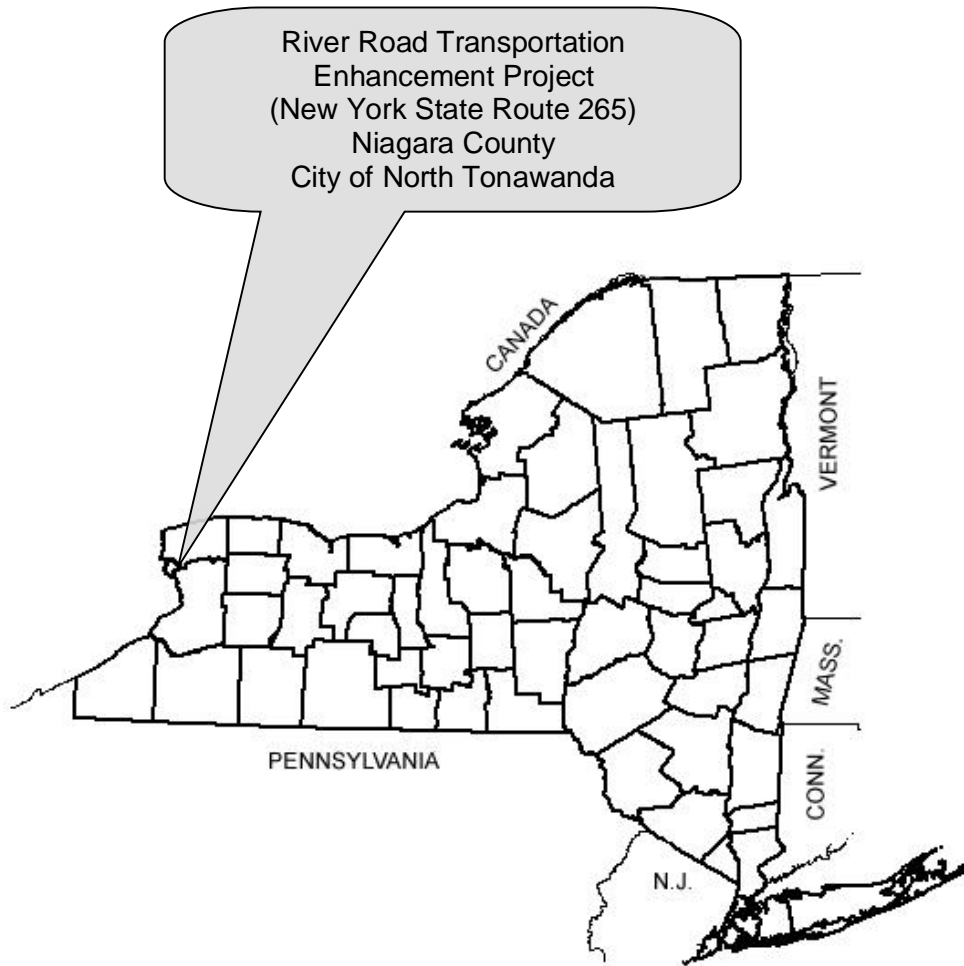 River Road Transportation
Enhancement Project
(New York State Route 265)
Niagara County
City of North Tonawanda
CANADA
VERMONT
MASS.
PENNSYLVANIA
CONN.
N.J.